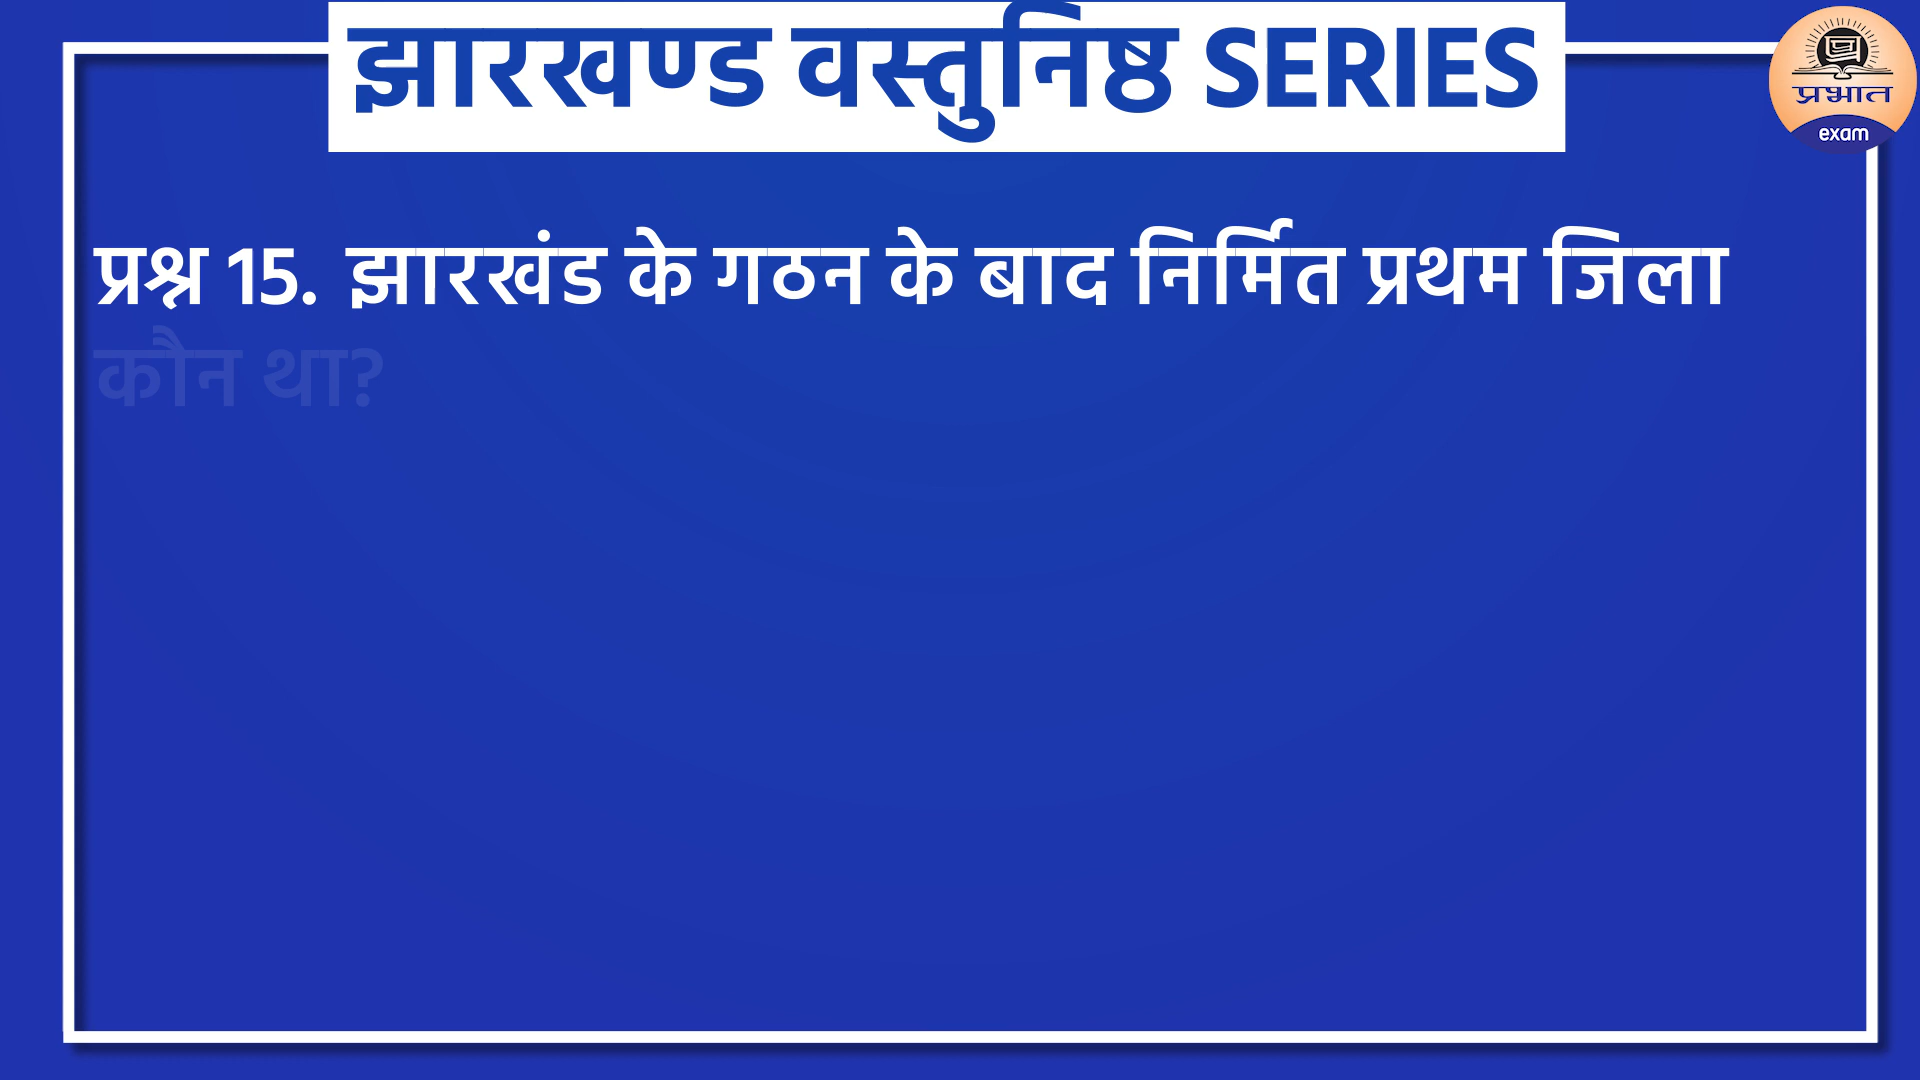 झारखण्ड वस्तुनिष्ठ SERIES
प्रभात
exam
प्रश्न 15. झारखंड के गठन के बाद निर्मित प्रथम जिला
कौन था?